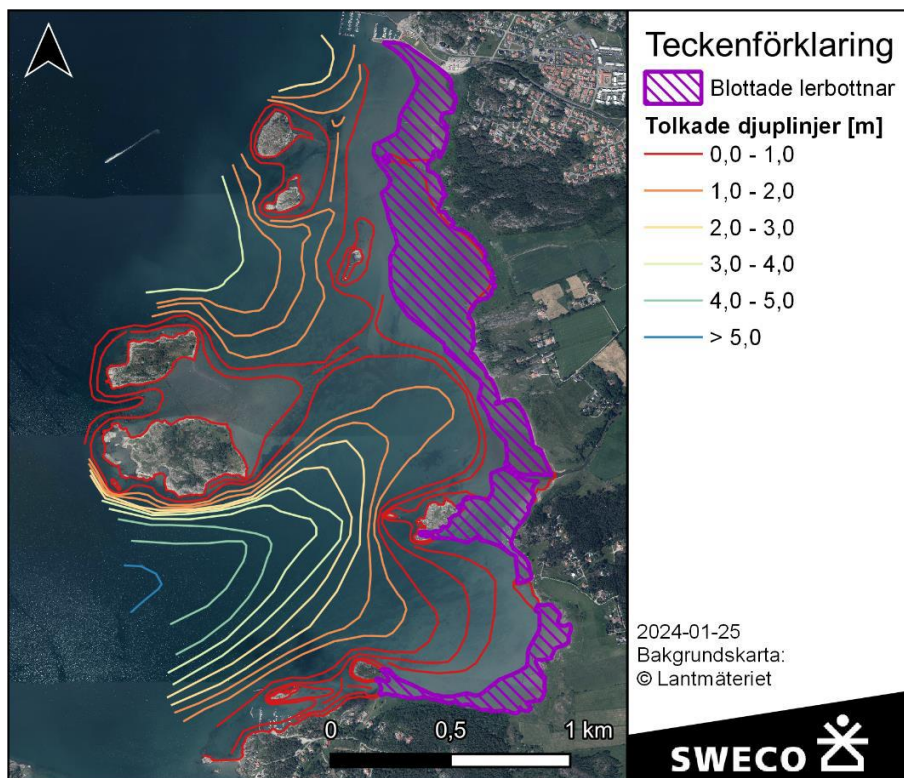 Teckenförklaring
Blottade lerbottnar
Tolkade djuplinjer [m]
0,0 - 1,0
1,0 - 2,0
2,0 - 3,0
3,0 - 4,0
4,0 - 5,0
> 5,0
2024-01-25
Bakgrundskarta:
© Lantmäteriet
0 0,5 1 km
SWECO